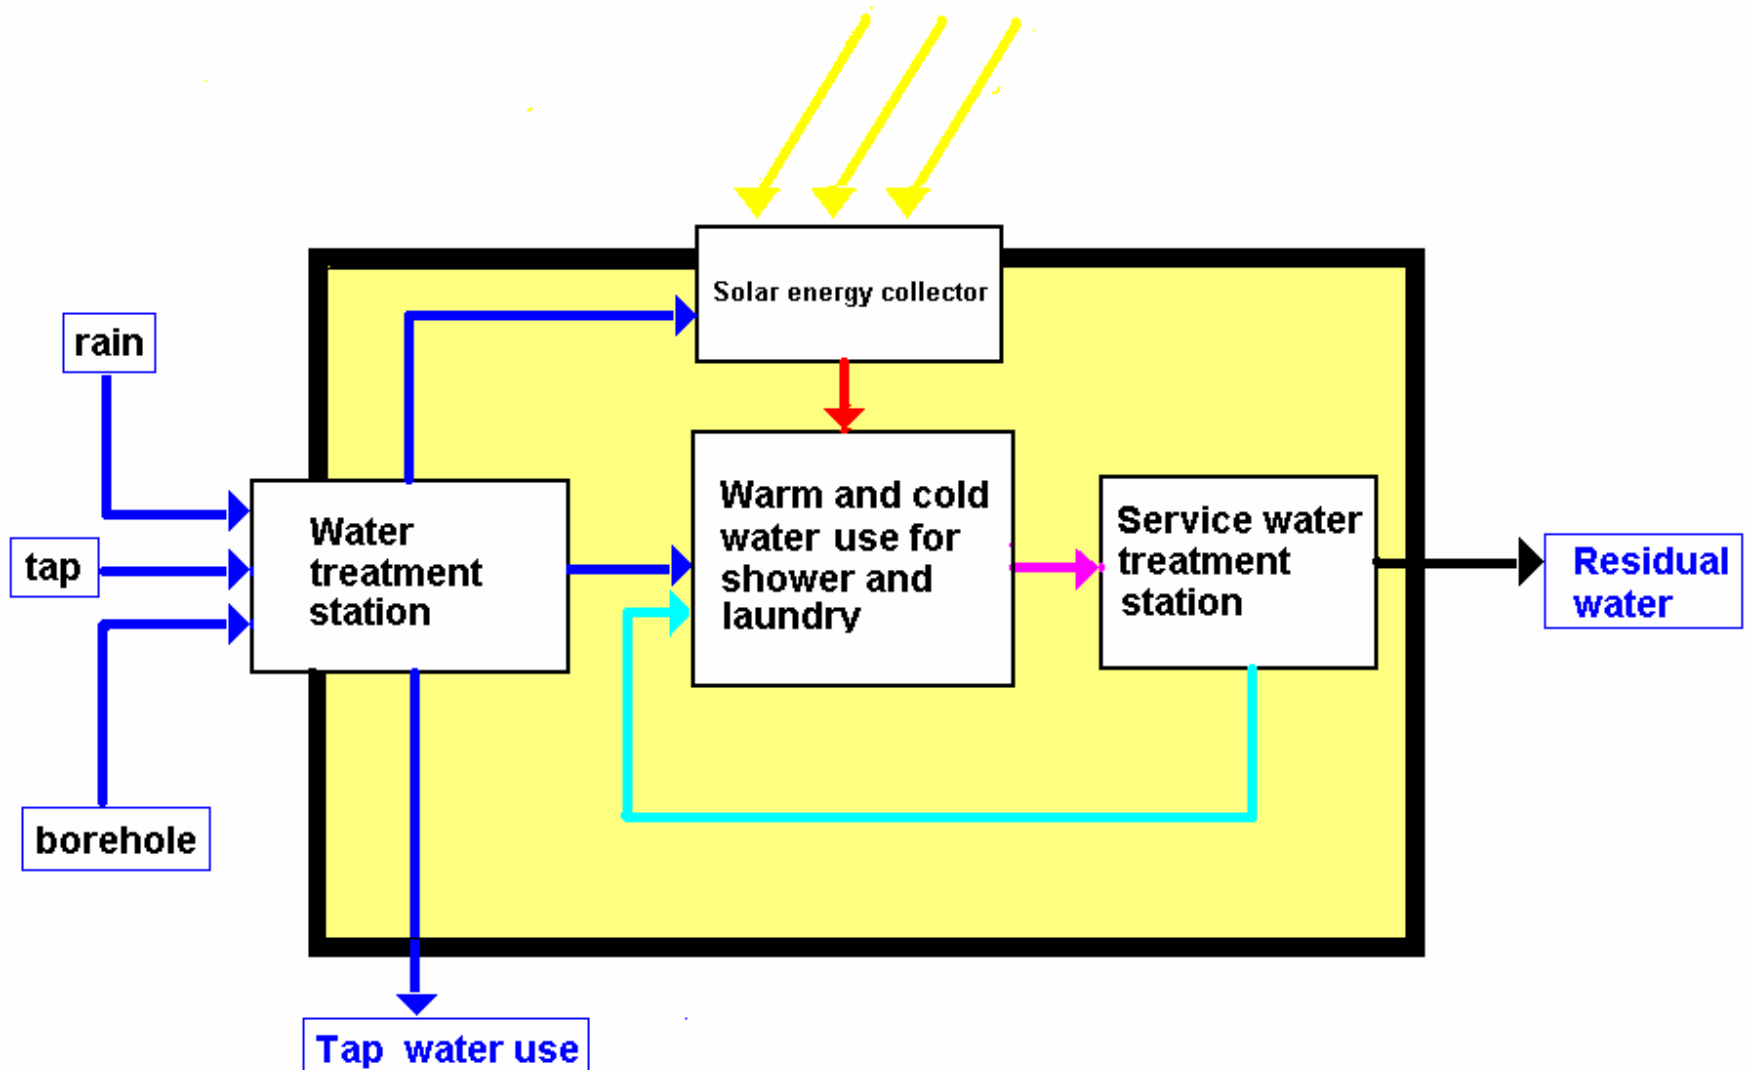 Solar energy collector
rain
Warm and cold
water use for
shower and
laundry
Water
treatment
station
Service water
treatment
station
tap
Residual
water
borehole
Tap water use